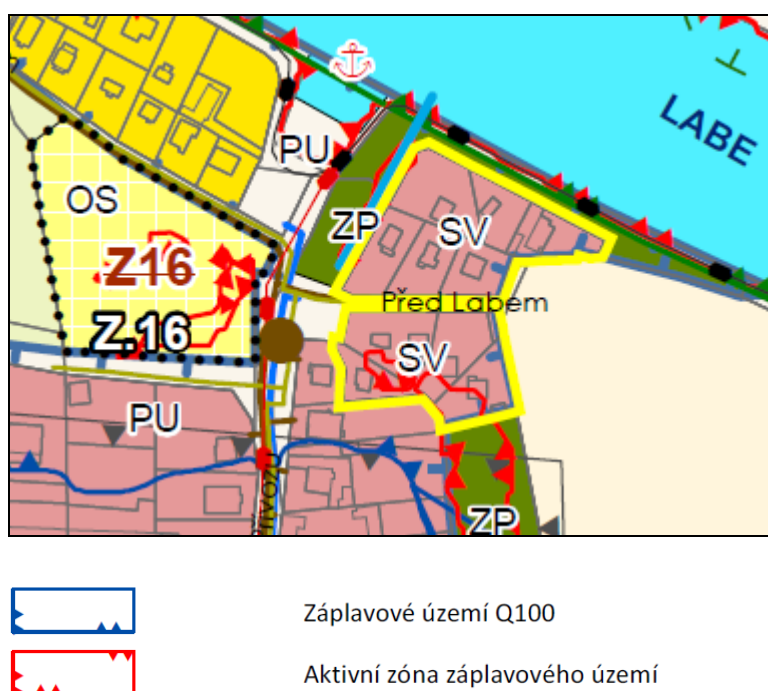 LABE
PU
OS
ZP
SV
Z16
Před Labem
Z.16
SV
PU
ZP
Záplavové území Q100
Aktivní zóna záplavového území